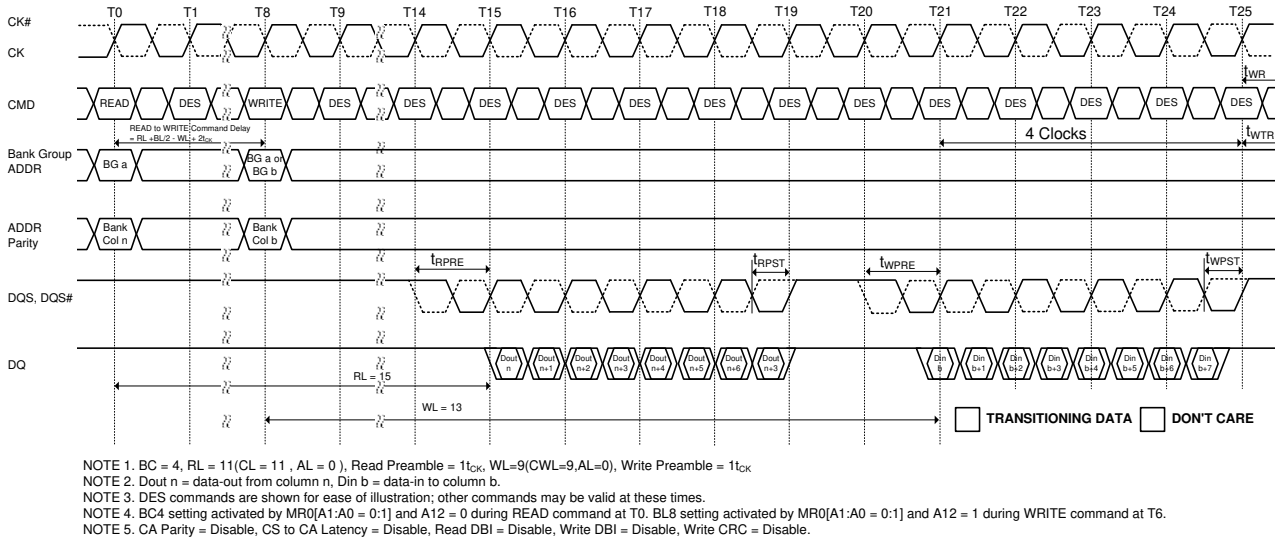 T0 T1 T8 T9 T14 T15 T16 T17 T18 T19 T20 T21 T22 T23 T24 T25
CK#
CK
tWR
CMD READ DES WRITE DES DES DES DES DES DES DES DES DES DES DES DES DES
READ to WRITE Command Delay
= RL +BL/2 - WL + 2tCK
4 Clocks tWTR
Bank Group
ADDR
BG a
BG a or
BG b
ADDR
Parity
Bank
Col n
Bank
Col b
tRPRE tRPST tWPRE tWPST
DQS, DQS#
DQ
Dout n Dout n+1 Dout n+2 Dout n+3 Dout n+4 Dout n+5 Dout n+6 Dout n+3
Din b Din b+1 Din b+2 Din b+3 Din b+4 Din b+5 Din b+6 Din b+7
RL = 15
WL = 13
TRANSITIONING DATA DON'T CARE
NOTE 1. BC = 4, RL = 11(CL = 11 , AL = 0 ), Read Preamble = 1tCK, WL=9(CWL=9,AL=0), Write Preamble = 1tCK
NOTE 2. Dout n = data-out from column n, Din b = data-in to column b.
NOTE 3. DES commands are shown for ease of illustration; other commands may be valid at these times.
NOTE 4. BC4 setting activated by MR0[A1:A0 = 0:1] and A12 = 0 during READ command at T0. BL8 setting activated by MR0[A1:A0 = 0:1] and A12 = 1 during WRITE command at T6.
NOTE 5. CA Parity = Disable, CS to CA Latency = Disable, Read DBI = Disable, Write DBI = Disable, Write CRC = Disable.